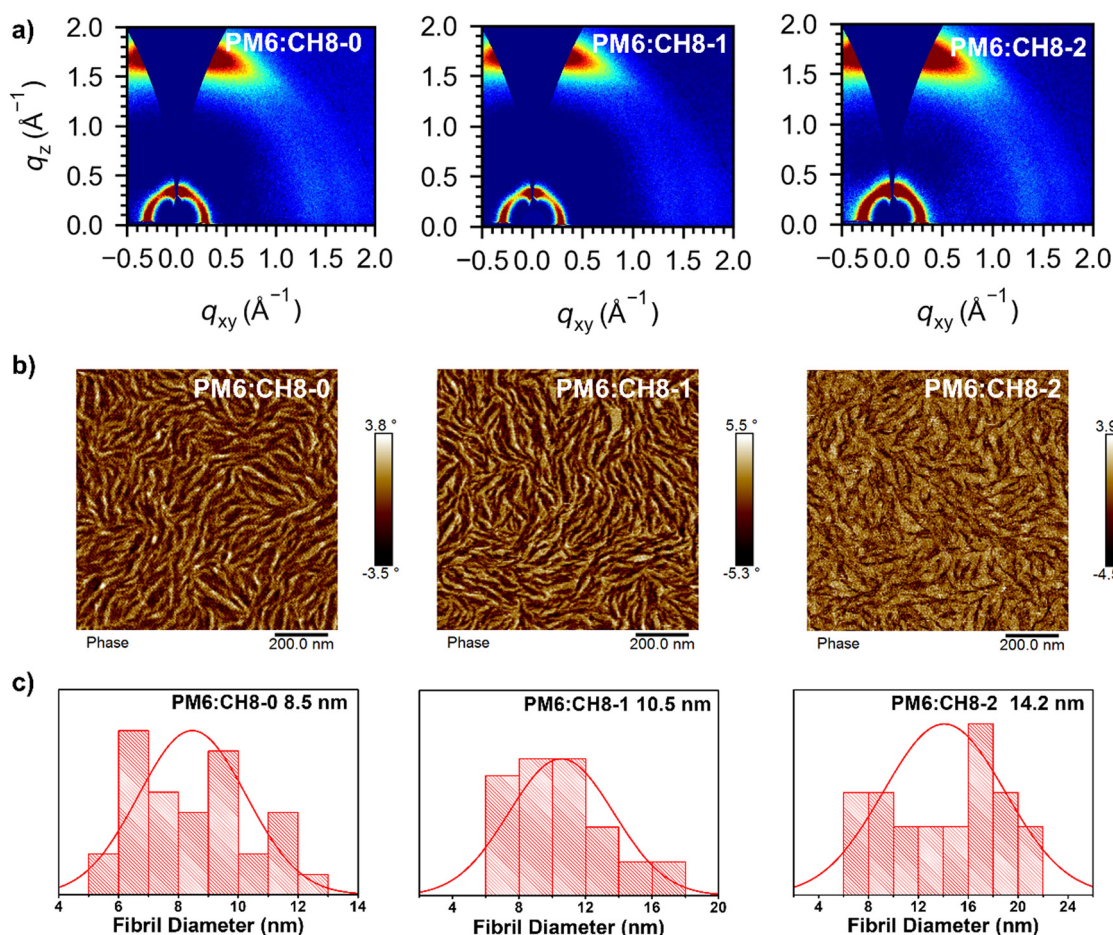 a)
PM6:CH8-0
PM6:CH8-1
PM6:CH8-2
2.0
1.5
1.0
0.5
0.0
2.0
1.5
1.0
0.5
0.0
2.0
1.5
1.0
0.5
0.0
qz (Å−1)
−0.5 0.0 0.5 1.0 1.5 2.0
−0.5 0.0 0.5 1.0 1.5 2.0
−0.5 0.0 0.5 1.0 1.5 2.0
qxy (Å−1)
qxy (Å−1)
qxy (Å−1)
b)
PM6:CH8-0
PM6:CH8-1
PM6:CH8-2
3.8 °
5.5 °
3.9
-3.5 °
-5.3 °
Phase
200.0 nm
Phase
200.0 nm
Phase
200.0 nm
c)
PM6:CH8-0 8.5 nm
PM6:CH8-1 10.5 nm
PM6:CH8-2 14.2 nm
4 6 8 10 12 14
4 8 12 16 20
4 8 12 16 20 24
Fibril Diameter (nm)
Fibril Diameter (nm)
Fibril Diameter (nm)